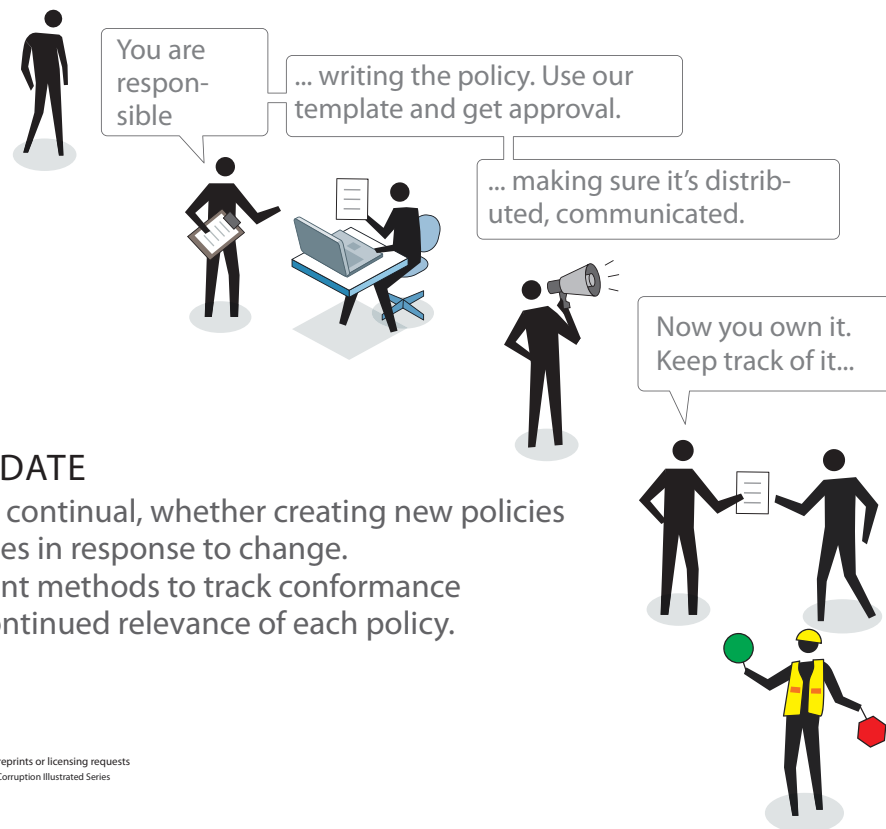 You are
respon-
sible
... writing the policy. Use our
template and get approval.
... making sure it's distrib-
uted, communicated.
Now you own it.
Keep track of it...
DATE
continual, whether creating new policies
es in response to change.
nt methods to track conformance
ontinued relevance of each policy.
reprints or licensing requests
Corruption Illustrated Series